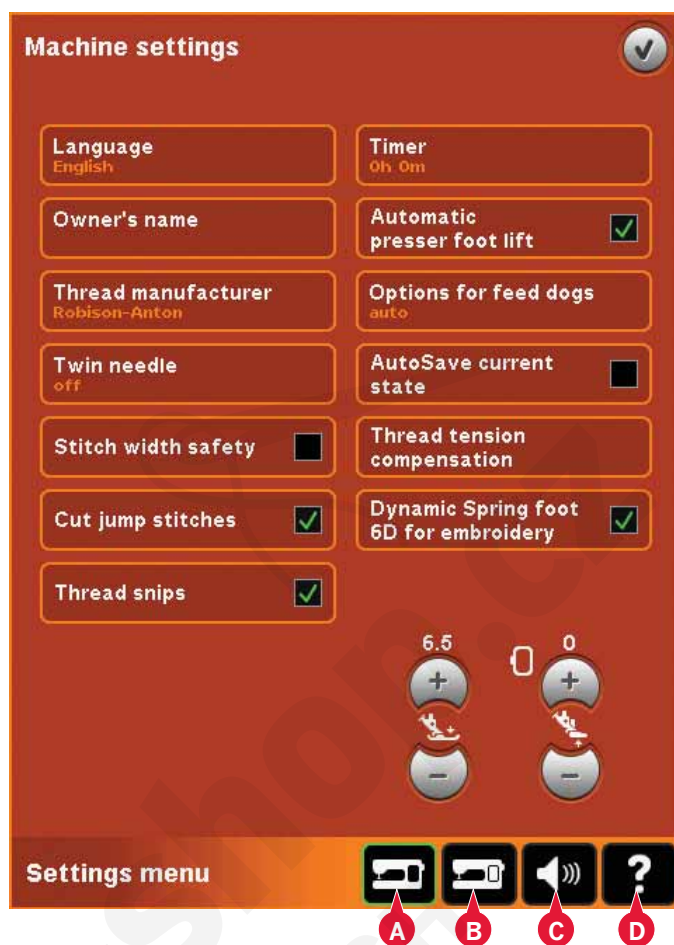 Machine settings
Language
English
Owner's name
Thread manufacturer
Robison-Anton
Twin needle
off
Stitch width safety
Cut jump stitches
Thread snips
Timer
0h 0m
Automatic
presser foot lift
Options for feed dogs
auto
AutoSave current
state
Thread tension
compensation
Dynamic Spring foot
6D for embroidery
6.5
0
+
+
-
-
Settings menu
?
A
B
C
D